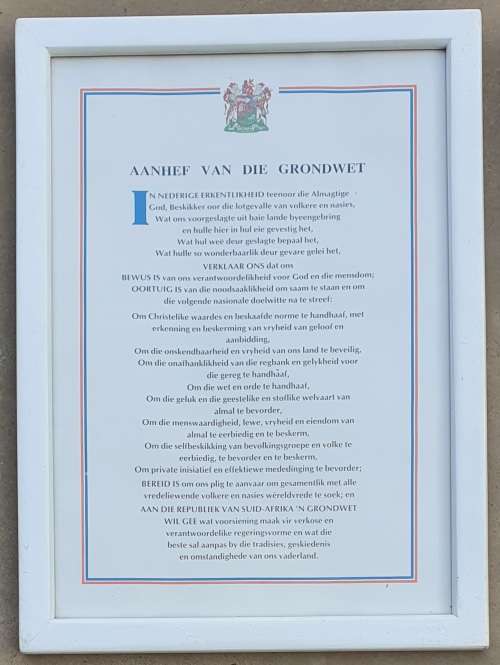 AANHEF VAN DIE GRONDWET
IN NEDERIGE ERKENTLIKHEID teenoor die Almagtige
God, Beskikker oor die lotgevalle van volkere en nasies,
Wat ons voorgeslagte uit baie lande byeengebring
en hulle hier in hul eie gevestig het,
Wat hul weë deur geslagte bepaal het,
Wat hulle so wonderbaarlik deur gevare gelei het,
VERKLAAR ONS dat ons
BEWUS IS van ons verantwoordelikheid voor God en die mensdom;
OORTUIG IS van die noodsaaklikheid om saam te staan en om
die volgende nasionale doelwitte na te streef:
Om Christelike waardes en beskaafde norme te handhaaf, met
erkenning en beskerming van vryheid van geloof en
aanbidding,
Om die onskendbaarheid en vryheid van ons land te beveilig,
Om die onafhanklikheid van die regbank en gelykheid voor
die gereg te handhaaf,
Om die wet en orde te handhaaf,
Om die geluk en die geestelike en stoflike welvaart van
almal te bevorder,
Om die menswaardigheid, lewe, vryheid en eiendom van
almal te eerbiedig en te beskerm,
Om die selfbeskikking van bevolkingsgroepe en volke te
eerbiedig, te bevorder en te beskerm,
Om private inisiatief en effektiewe mededinging te bevorder;
BEREID IS om ons plig te aanvaar om gesamentlik met alle
vredeliewende volkere en nasies wêreldvrede te soek; en
AAN DIE REPUBLIEK VAN SUID-AFRIKA 'N GRONDWET
WIL GEE wat voorsiening maak vir verkose en
verantwoordelike regeringsvorme en wat die
beste sal aanpas by die tradisies, geskiedenis
en omstandighede van ons vaderland.